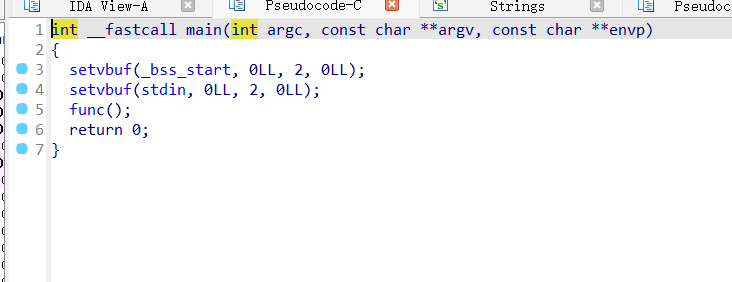 IDA View-A Pseudocode-C Strings Pseudoc
1 int __fastcall main(int argc, const char **argv, const char **envp)
2 {
3 setvbuf(_bss_start, 0LL, 2, 0LL);
4 setvbuf(stdin, 0LL, 2, 0LL);
5 func();
6 return 0;
7 }